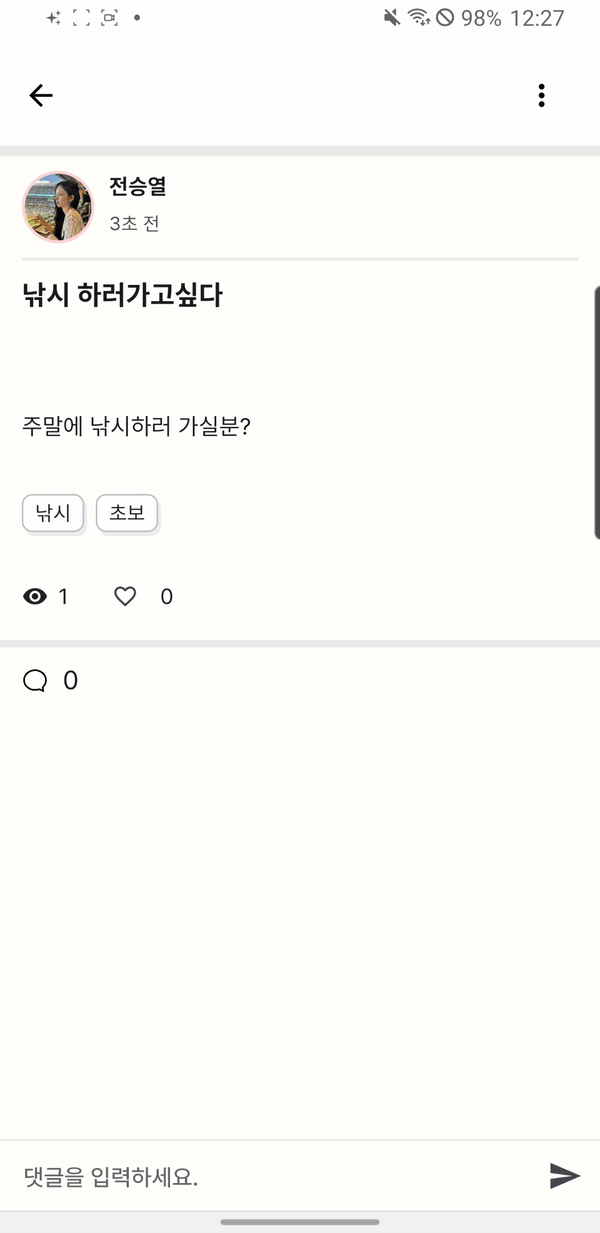 98% 12:27
전승열
3초 전
낚시 하러가고싶다
주말에 낚시하러 가실분?
낚시 초보
1 0
0
댓글을 입력하세요.